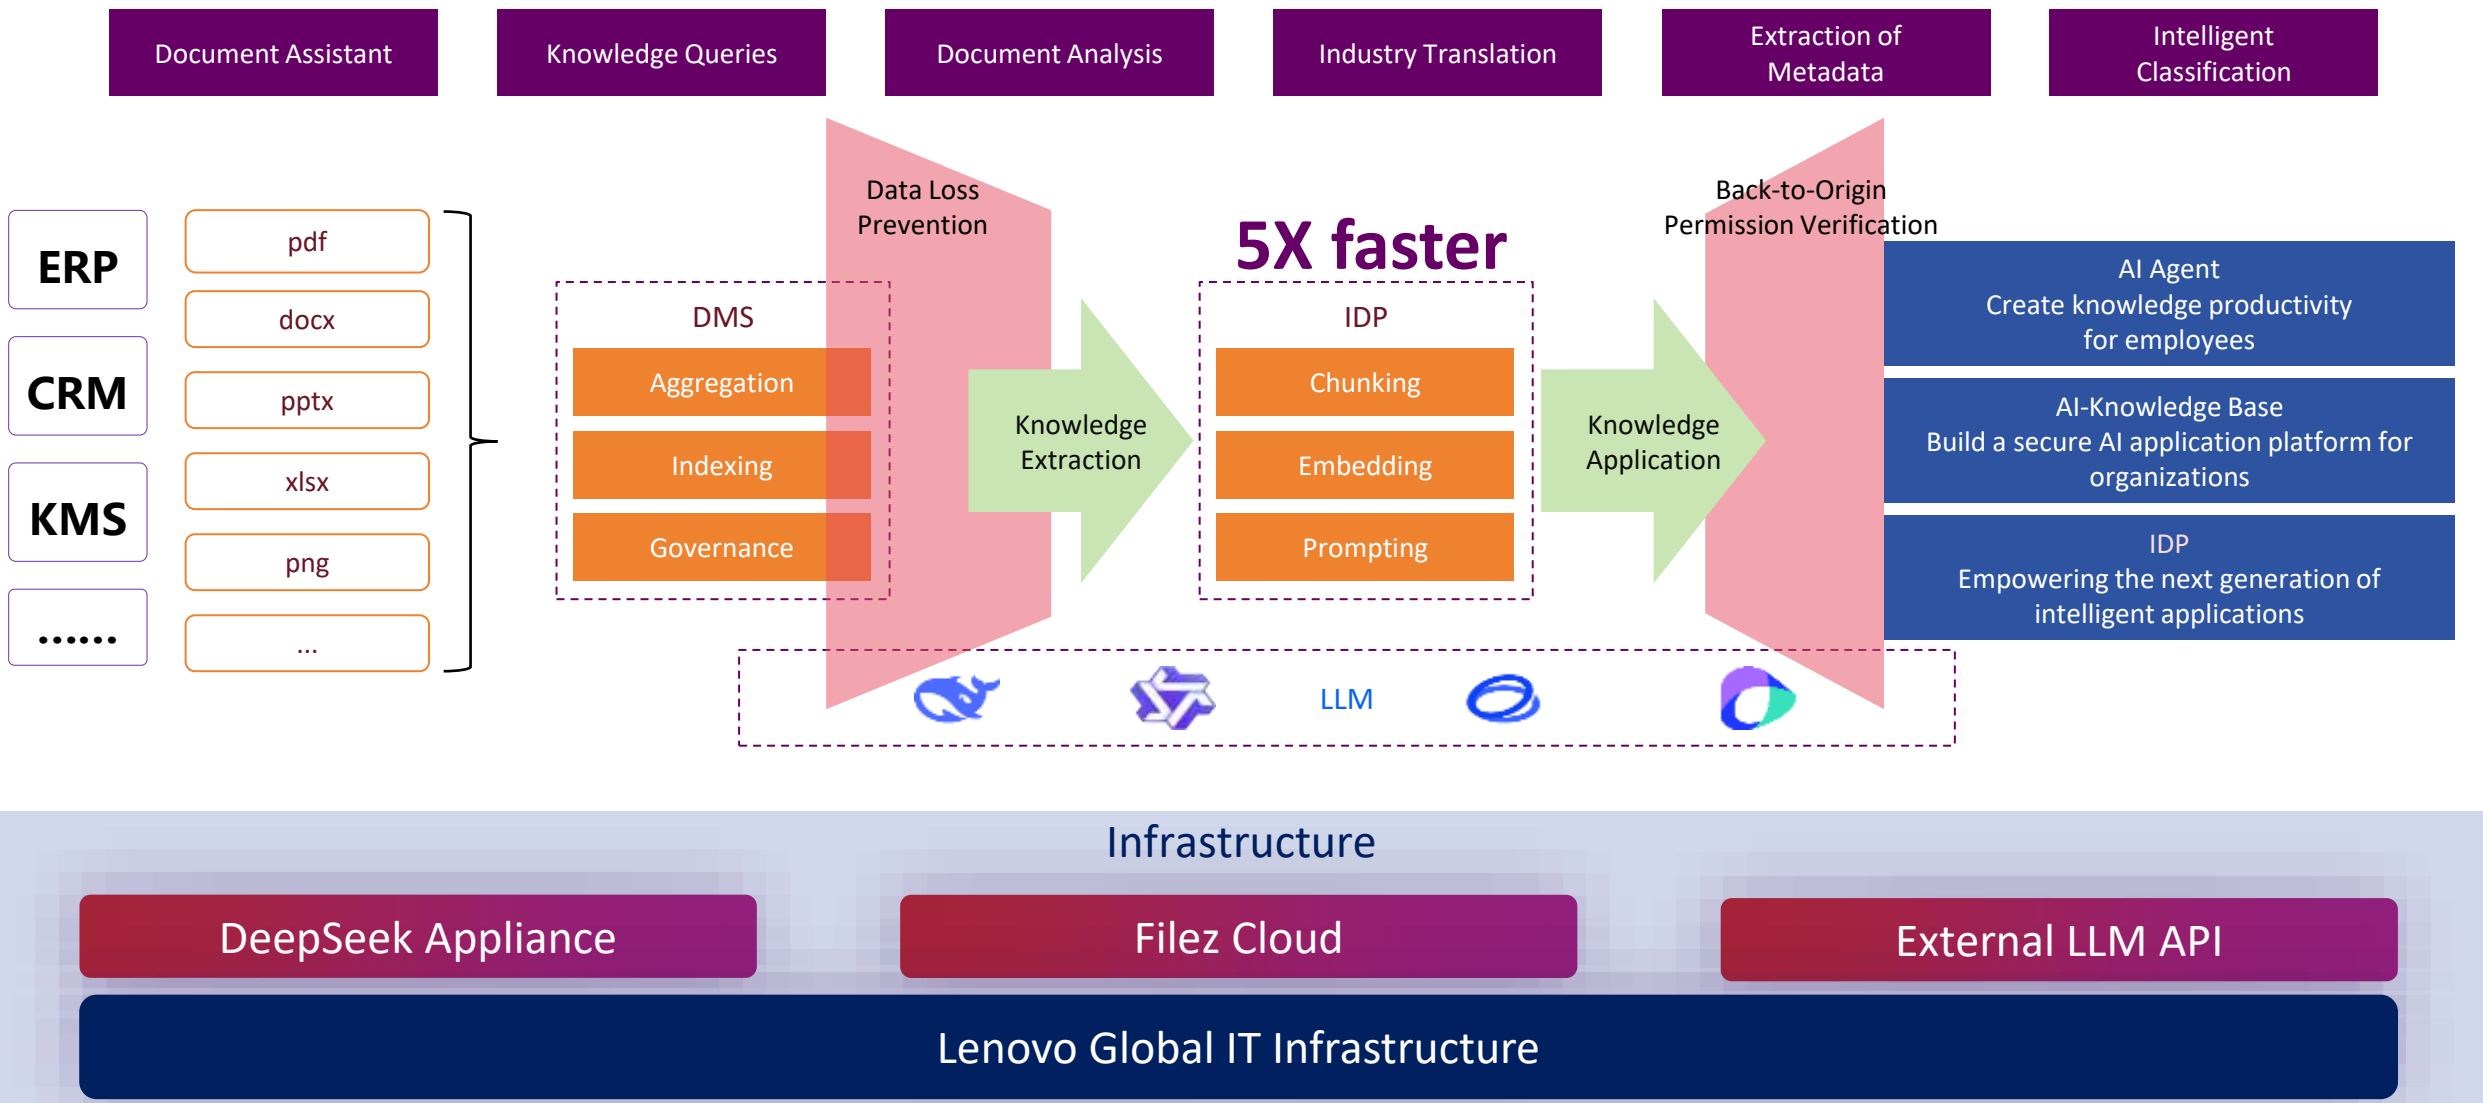 Document Assistant
Knowledge Queries
Document Analysis
Industry Translation
Extraction of
Metadata
Intelligent
Classification
ERP
CRM
KMS
......
pdf
docx
pptx
xlsx
png
...
DMS
Aggregation
Indexing
Governance
Data Loss
Prevention
Knowledge
Extraction
5X faster
IDP
Chunking
Embedding
Prompting
Knowledge
Application
Back-to-Origin
Permission Verification
AI Agent
Create knowledge productivity
for employees
AI-Knowledge Base
Build a secure AI application platform for
organizations
IDP
Empowering the next generation of
intelligent applications
LLM
Infrastructure
DeepSeek Appliance
Filez Cloud
External LLM API
Lenovo Global IT Infrastructure